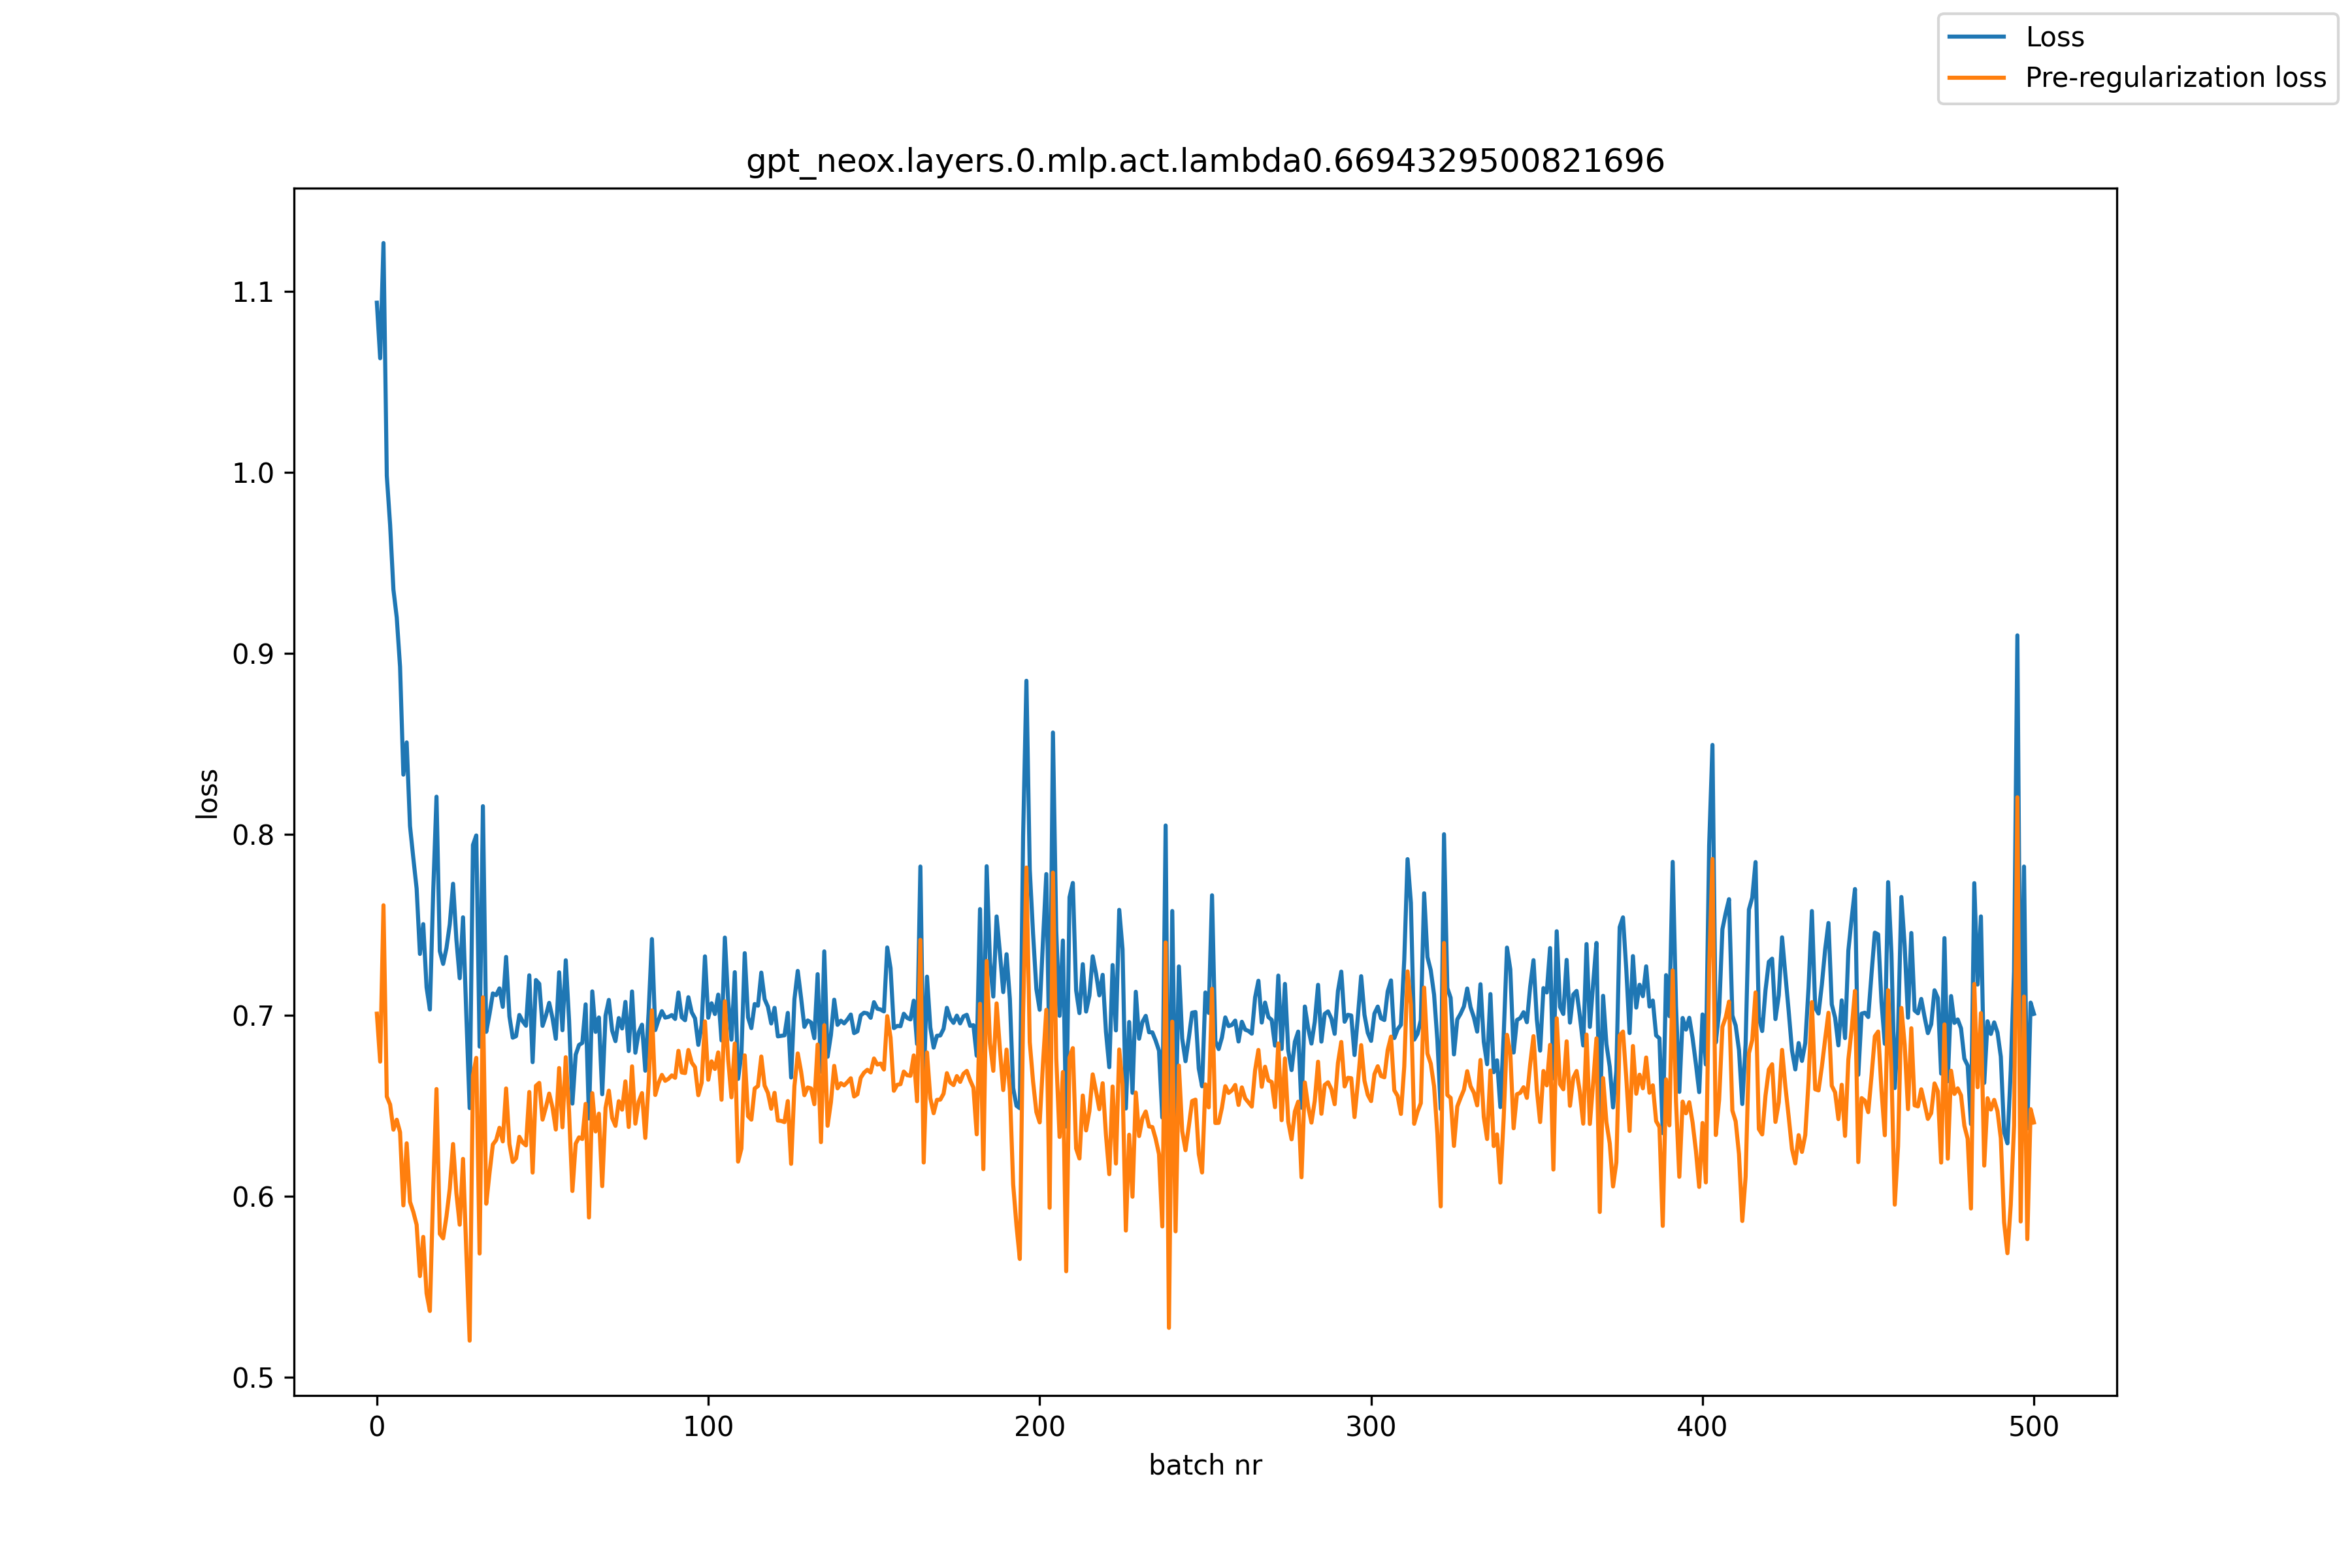 Loss
Pre-regularization loss
gpt_neox.layers.0.mlp.act.lambda0.6694329500821696
1.1
1.0
0.9
0.8
0.7
0.6
0.5
loss
0 100 200 300 400 500
batch nr